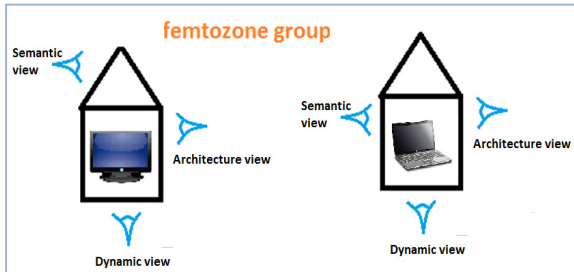 femtozone group
Semantic
view
Architecture view
Dynamic view
Semantic
view
Architecture view
Dynamic view